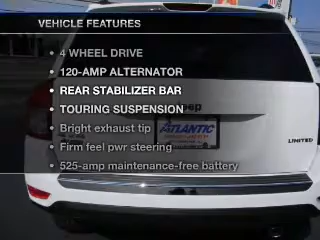 VEHICLE FEATURES
• 4 WHEEL DRIVE
• 120-AMP ALTERNATOR
• REAR STABILIZER BAR
• TOURING SUSPENSION
• Bright exhaust tip
• Firm feel pwr steering
• 525-amp maintenance-free battery
Jeep
ATLANTIC
LIMITED